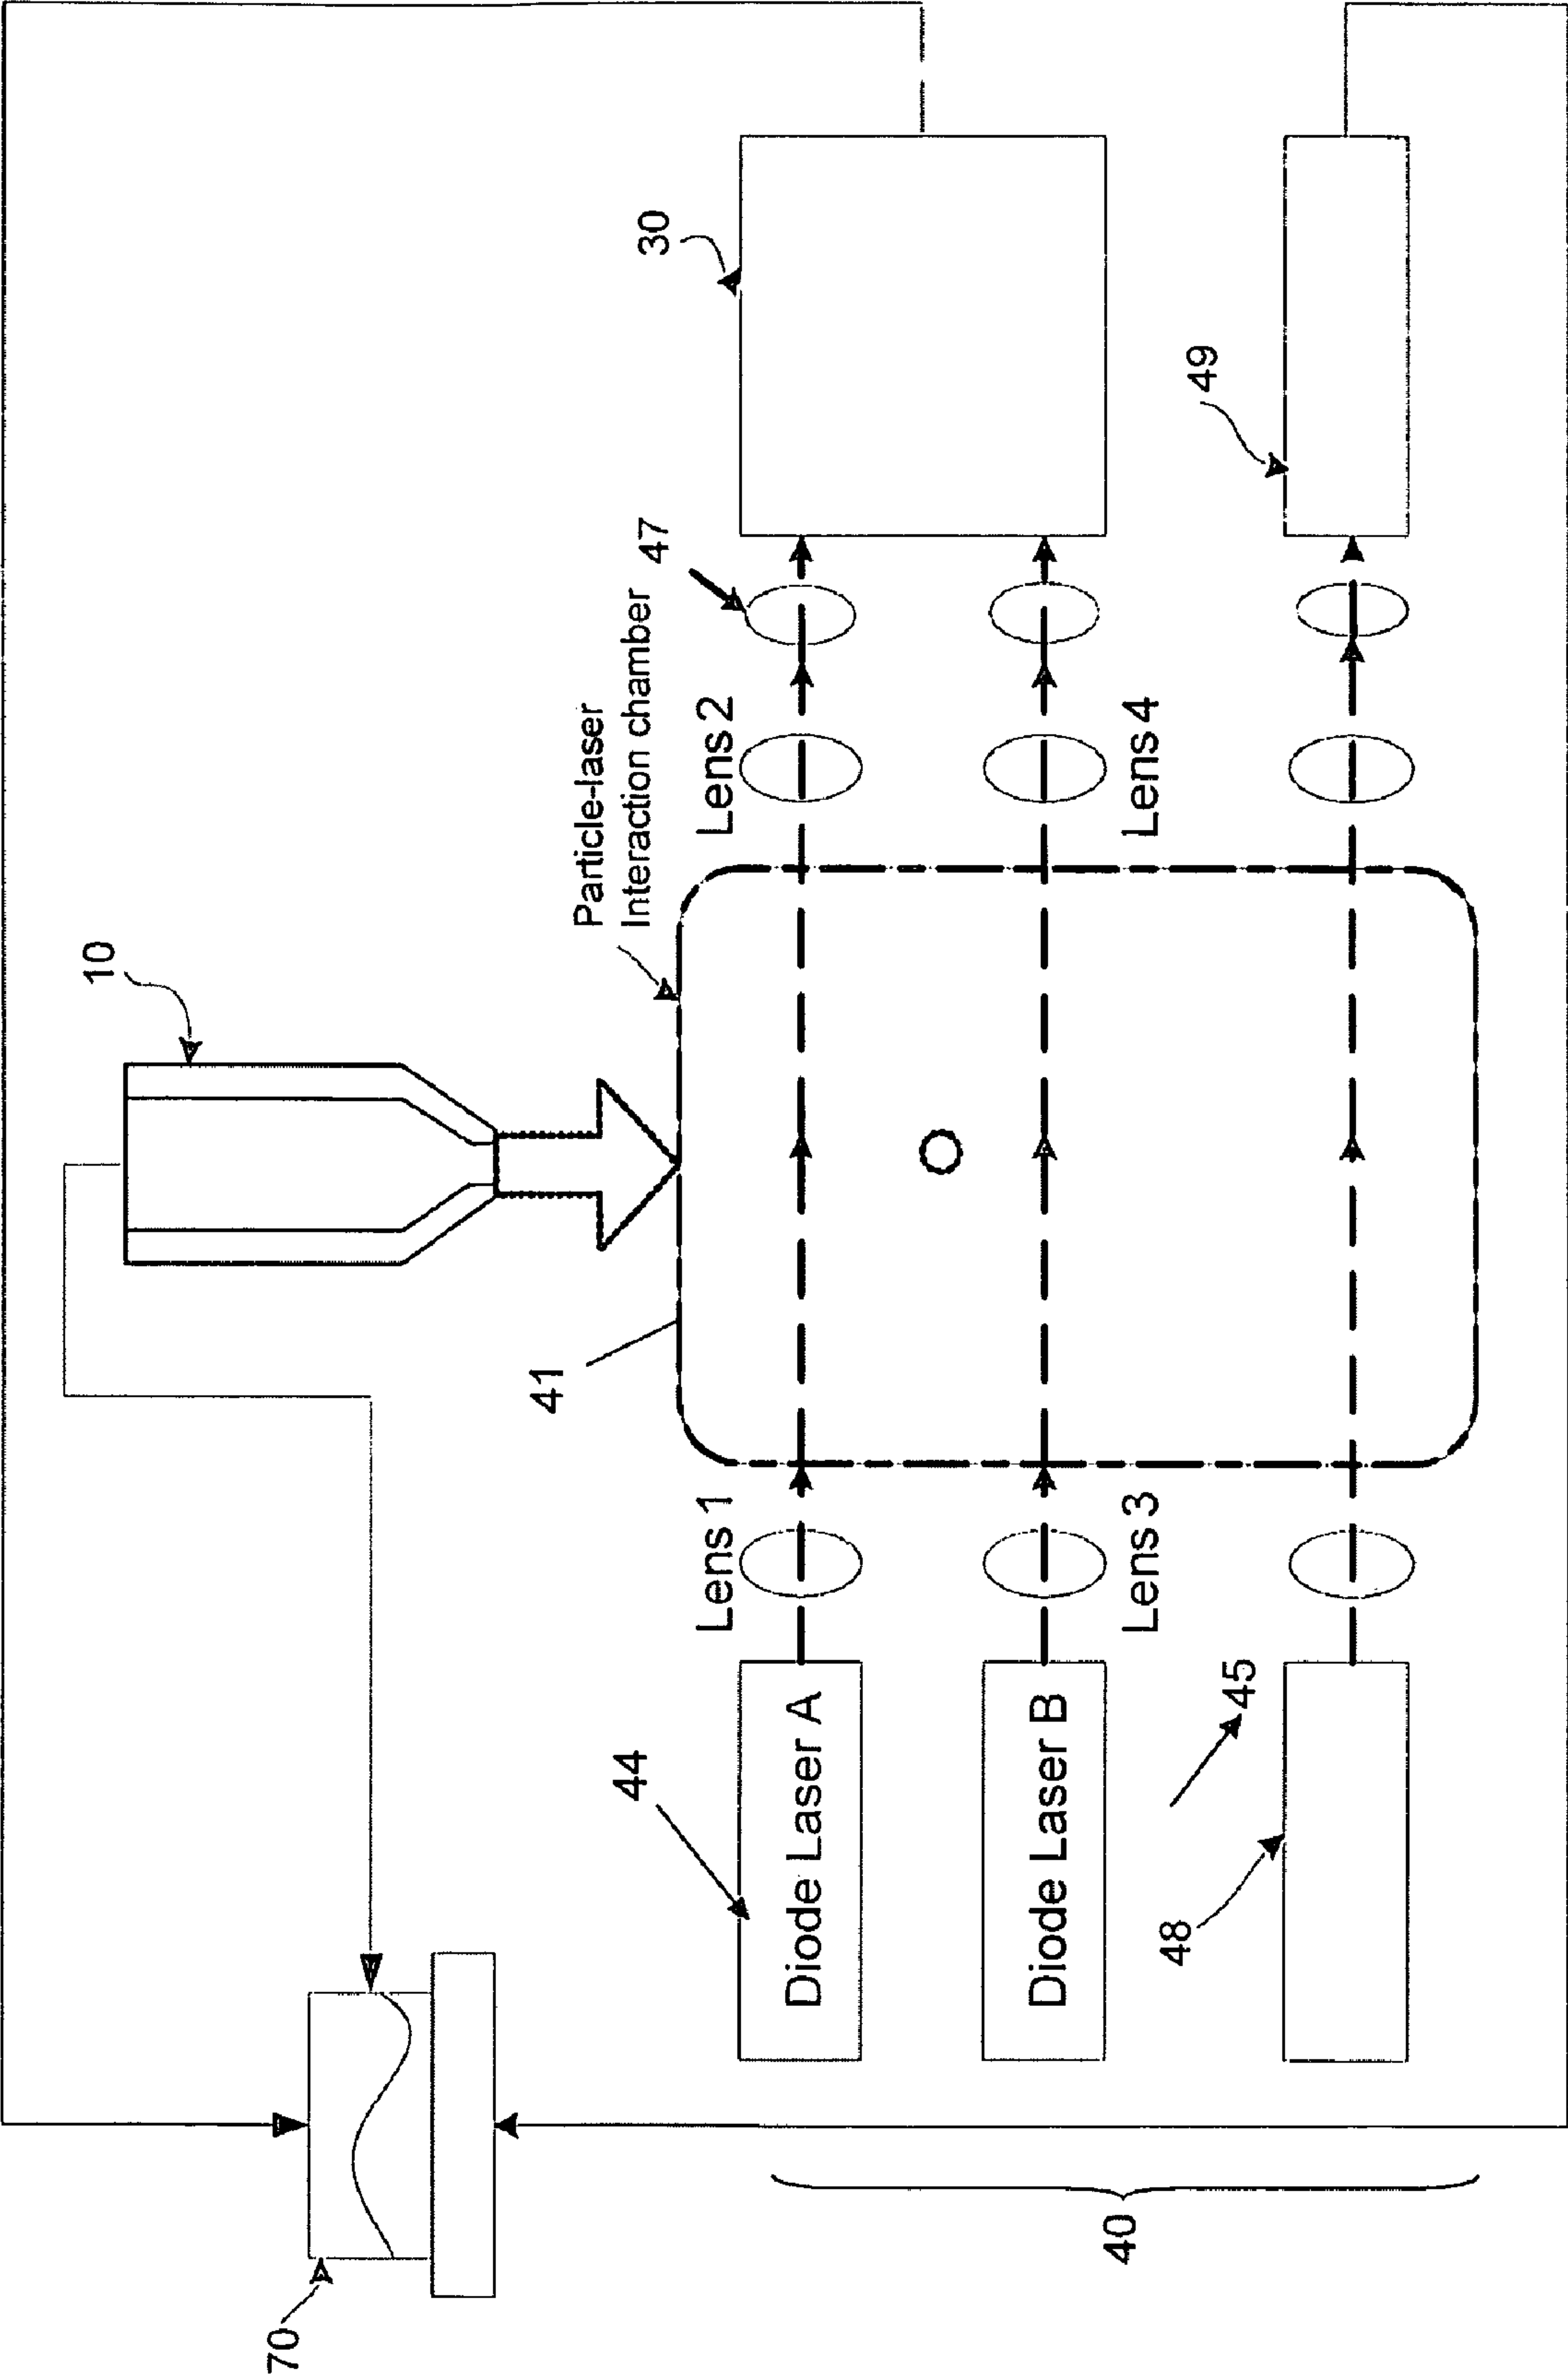 10
70
41
Particle-laser
Interaction chamber
44
47
30
Lens 1
Lens 2
Diode Laser A
Diode Laser B
40
Lens 3
Lens 4
48
49
45